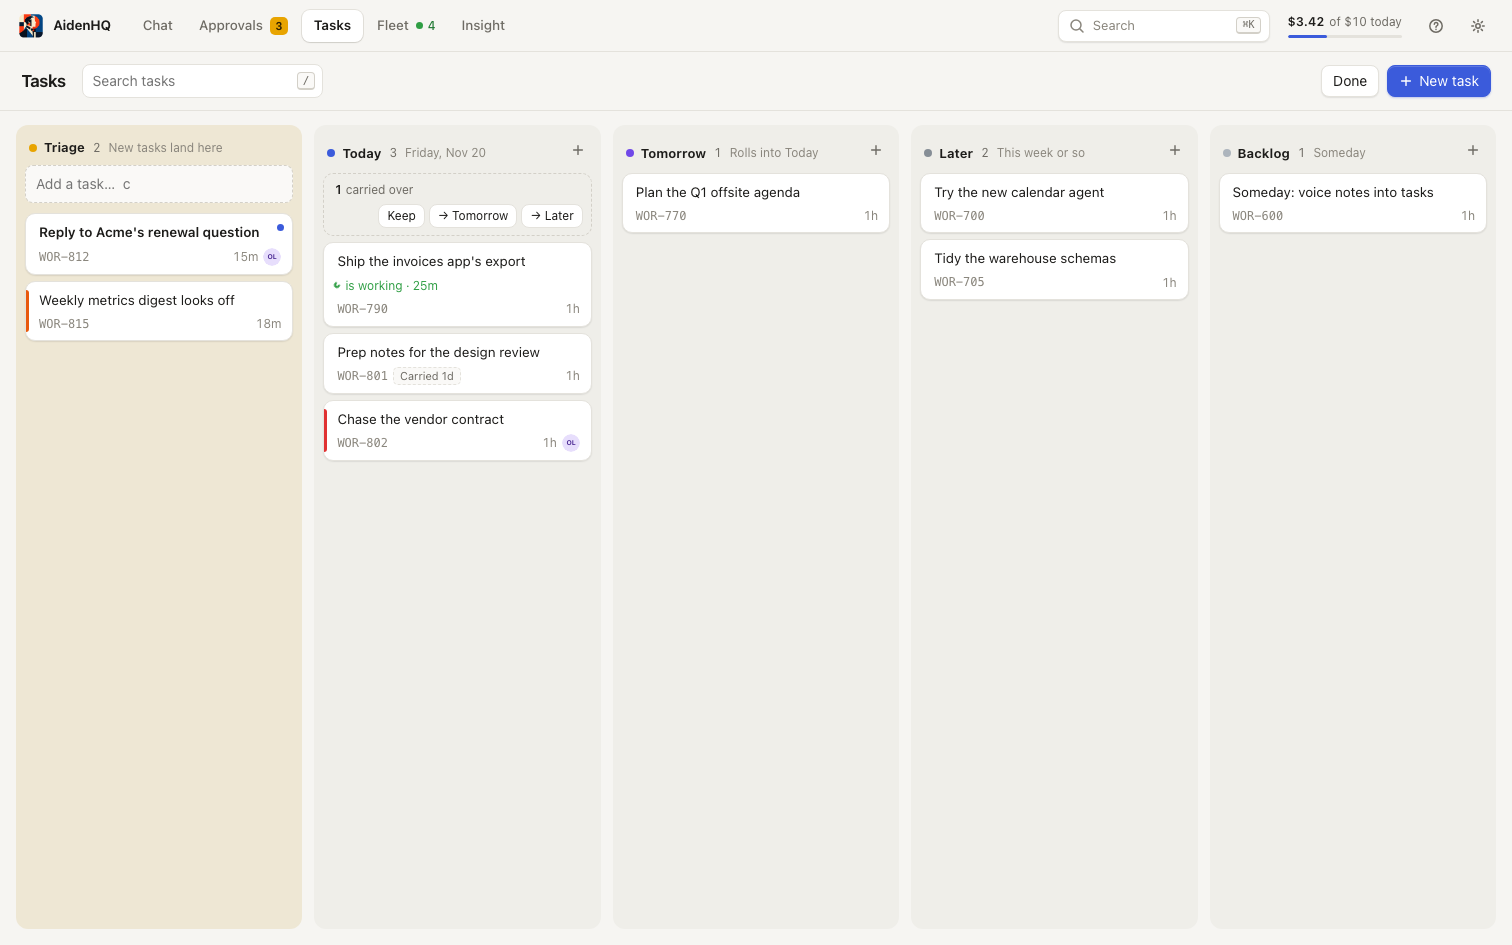 AidenHQ Chat Approvals 3 Tasks Fleet 4 Insight Search ⌘K $3.42 of $10 today
Tasks Search tasks / Done + New task
Triage 2 New tasks land here
Add a task... c
Reply to Acme's renewal question
WOR-812 15m OL
Weekly metrics digest looks off
WOR-815 18m
Today 3 Friday, Nov 20 +
1 carried over
Keep → Tomorrow → Later
Ship the invoices app's export
is working · 25m
WOR-790 1h
Prep notes for the design review
WOR-801 Carried 1d 1h
Chase the vendor contract
WOR-802 1h OL
Tomorrow 1 Rolls into Today +
Plan the Q1 offsite agenda
WOR-770 1h
Later 2 This week or so +
Try the new calendar agent
WOR-700 1h
Tidy the warehouse schemas
WOR-705 1h
Backlog 1 Someday +
Someday: voice notes into tasks
WOR-600 1h